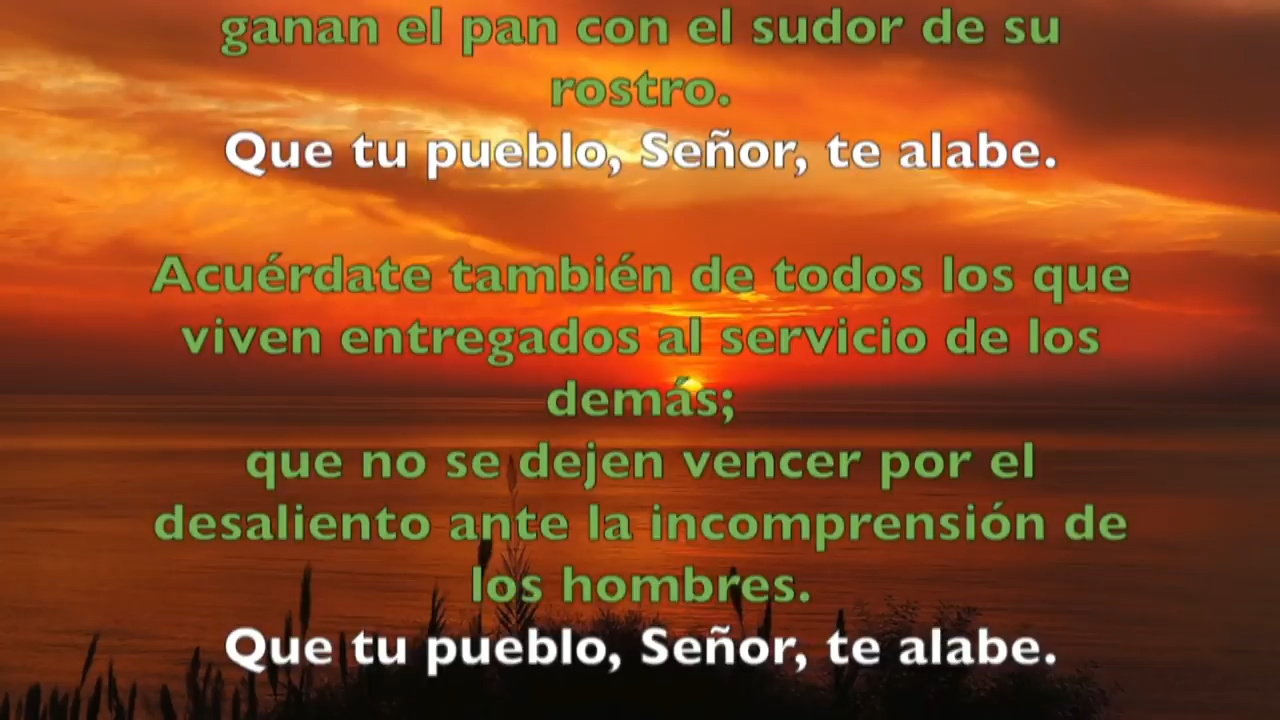 ganan el pan con el sudor de su
rostro.
Que tu pueblo, Señor, te alabe.
Acuérdate también de todos los que
viven entregados al servicio de los
demás;
que no se dejen vencer por el
desaliento ante la incomprensión de
los hombres.
Que tu pueblo, Señor, te alabe.